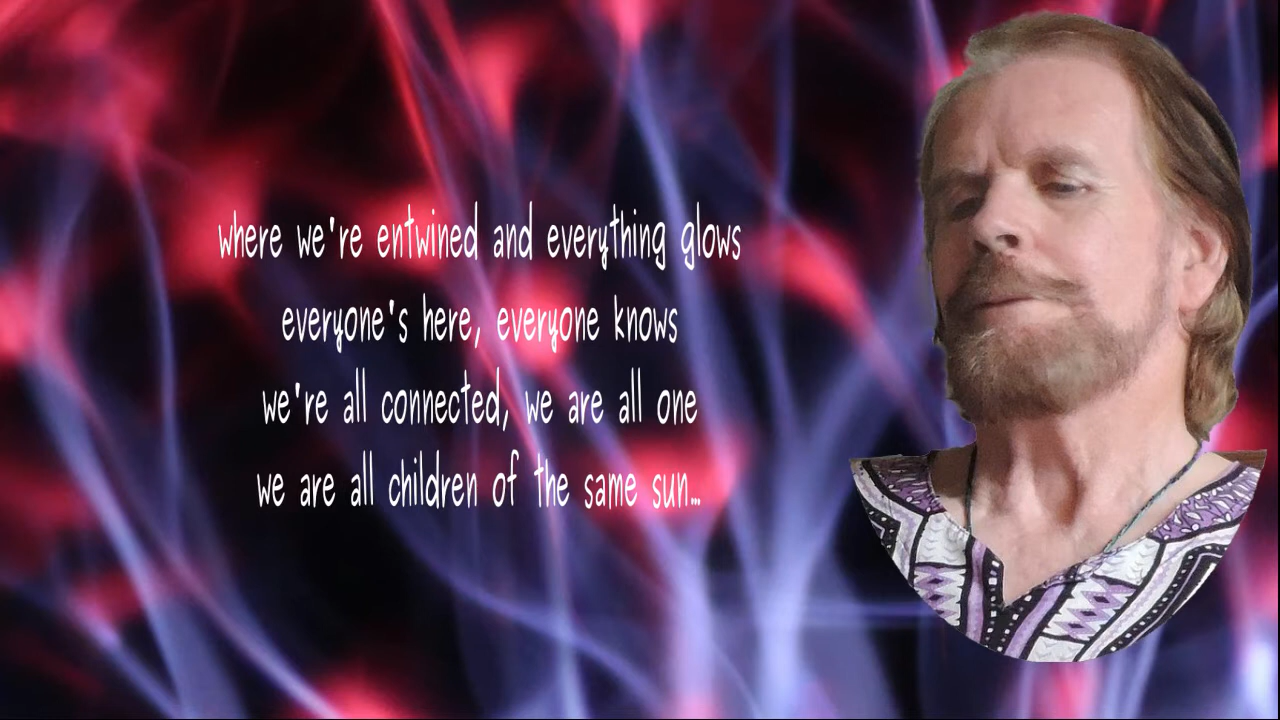 where we're entwined and everything glows
everyone's here, everyone knows
we're all connected, we are all one
we are all children of the same sun...